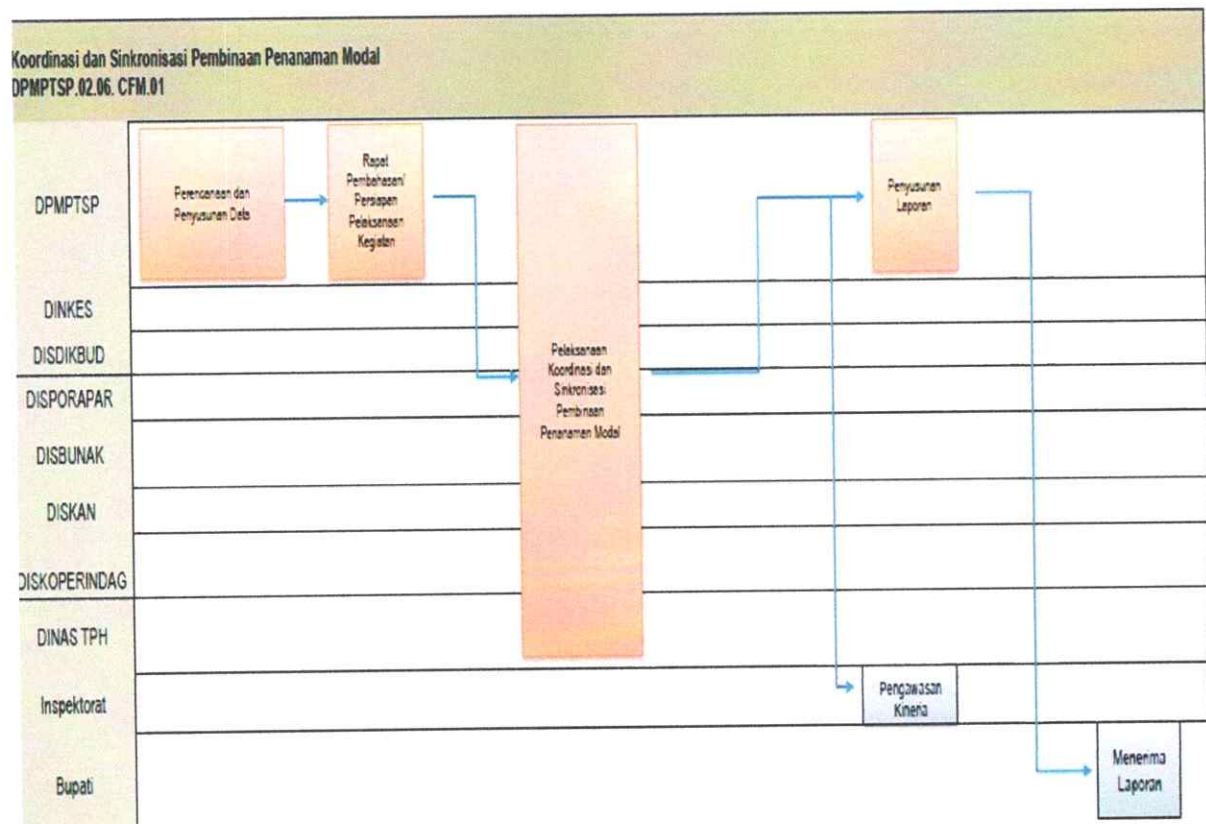 Koordinasi dan Sinkronisasi Pembinaan Penanaman Modal
DPMPTSP.02.06. CFM.01
DPMPTSP
Perencanaan dan
Penyusunan Data
Rapat
Pembahasan/
Persiapan
Pelaksanaan
Kegiatan
Penyusunan
Laporan
DINKES
DISDIKBUD
DISPORAPAR
DISBUNAK
DISKAN
DISKOPERINDAG
DINAS TPH
Pelaksanaan
Koordinasi dan
Sinkronisasi
Pembinaan
Penanaman Modal
Inspektorat
Pengawasan
Kinerja
Bupati
Menerima
Laporan